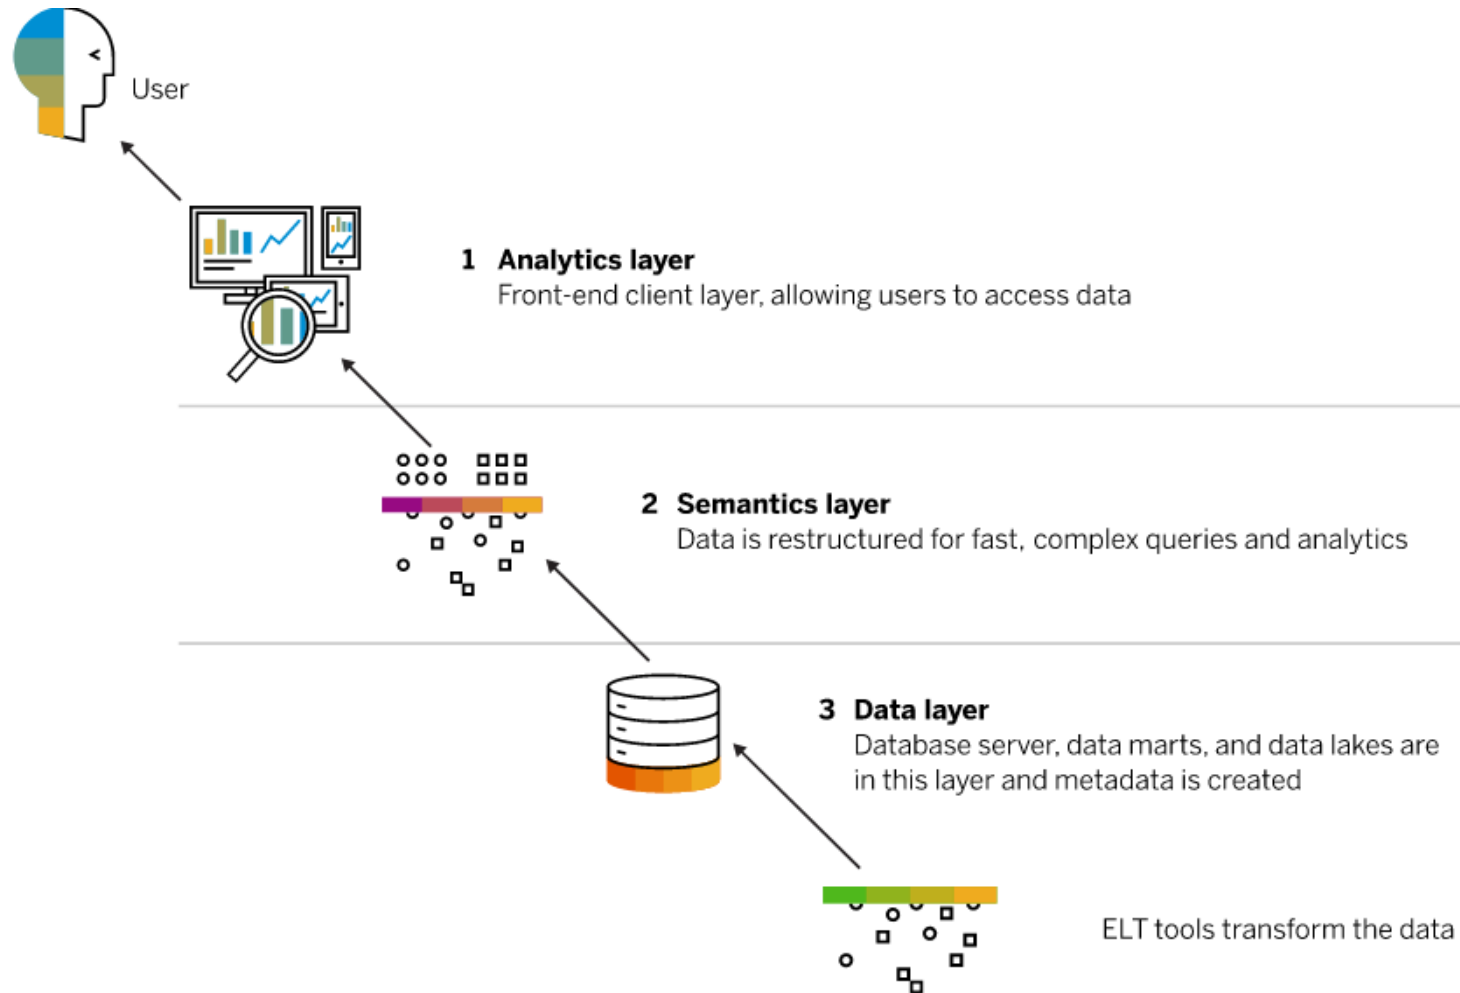 User
1 Analytics layer
Front-end client layer, allowing users to access data
2 Semantics layer
Data is restructured for fast, complex queries and analytics
3 Data layer
Database server, data marts, and data lakes are
in this layer and metadata is created
ELT tools transform the data